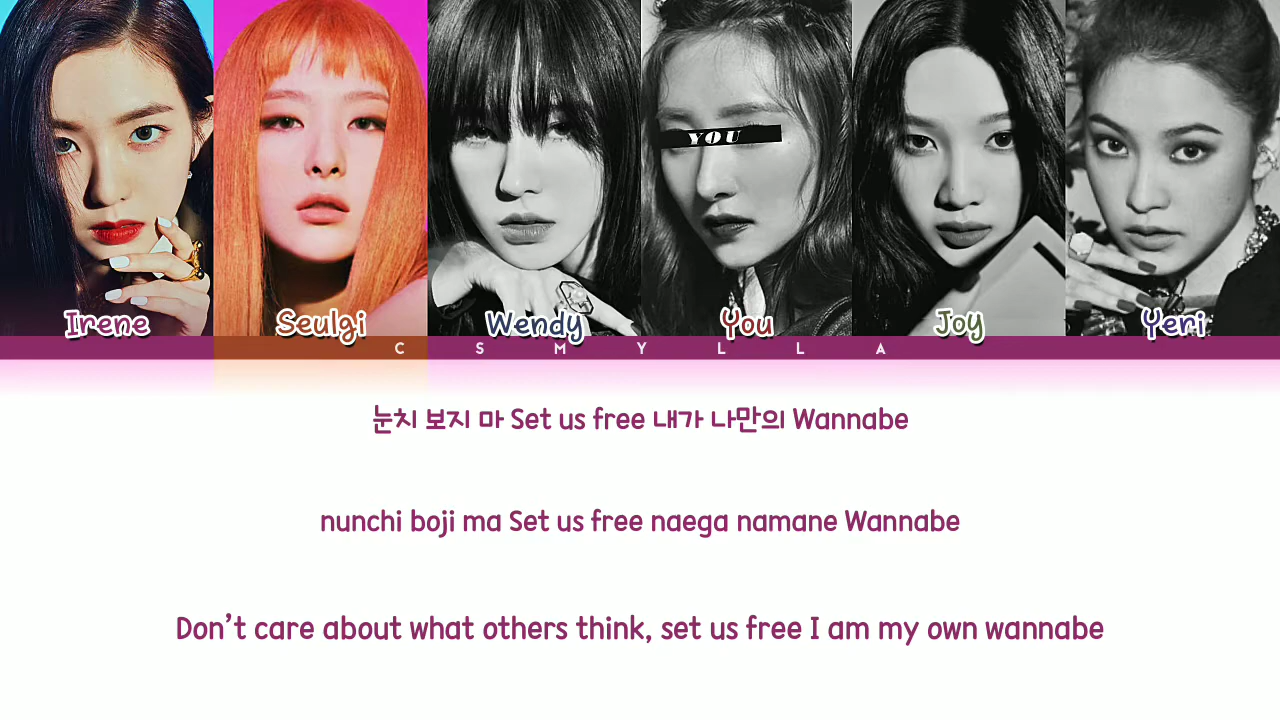 YOU
Irene Seulgi Wendy You Joy Yeri
C S M Y L L A
눈치 보지 마 Set us free 내가 나만의 Wannabe
nunchi boji ma Set us free naega namane Wannabe
Don’t care about what others think, set us free I am my own wannabe